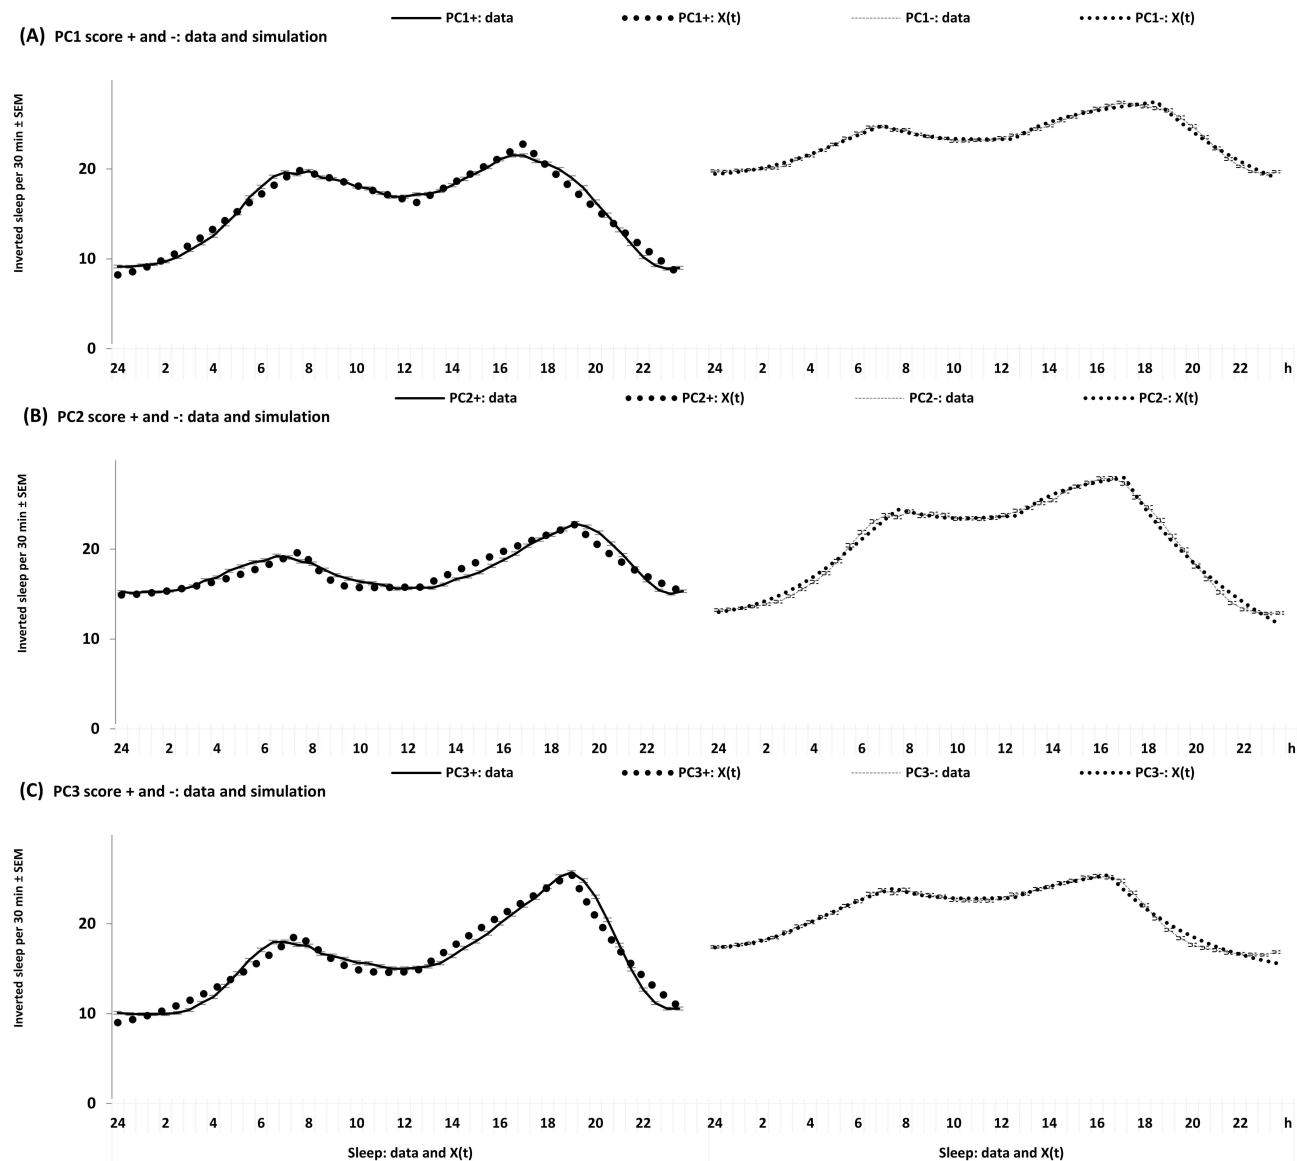 PC1+: data PC1+: X(t) PC1-: data PC1-: X(t)
(A) PC1 score + and -: data and simulation
Inverted sleep per 30 min ± SEM
20
10
0
24 2 4 6 8 10 12 14 16 18 20 22 24 2 4 6 8 10 12 14 16 18 20 22 h
PC2+: data PC2+: X(t) PC2-: data PC2-: X(t)
(B) PC2 score + and -: data and simulation
Inverted sleep per 30 min ± SEM
20
10
0
24 2 4 6 8 10 12 14 16 18 20 22 24 2 4 6 8 10 12 14 16 18 20 22 h
PC3+: data PC3+: X(t) PC3-: data PC3-: X(t)
(C) PC3 score + and -: data and simulation
Inverted sleep per 30 min ± SEM
20
10
0
24 2 4 6 8 10 12 14 16 18 20 22 24 2 4 6 8 10 12 14 16 18 20 22 h
Sleep: data and X(t) Sleep: data and X(t)